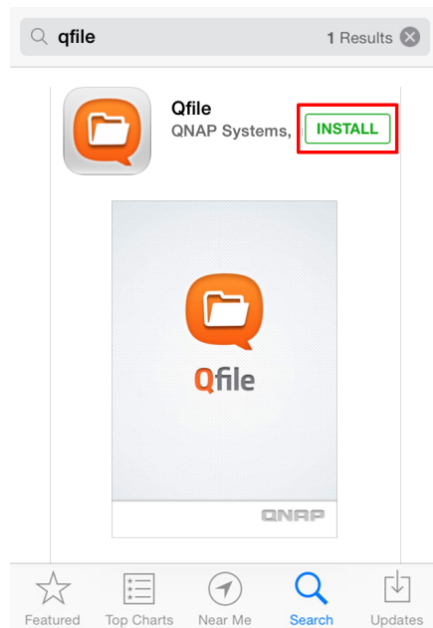 qfile 1 Results
Qfile
QNAP Systems,
INSTALL
Qfile
QNAP
Featured Top Charts Near Me Search Updates